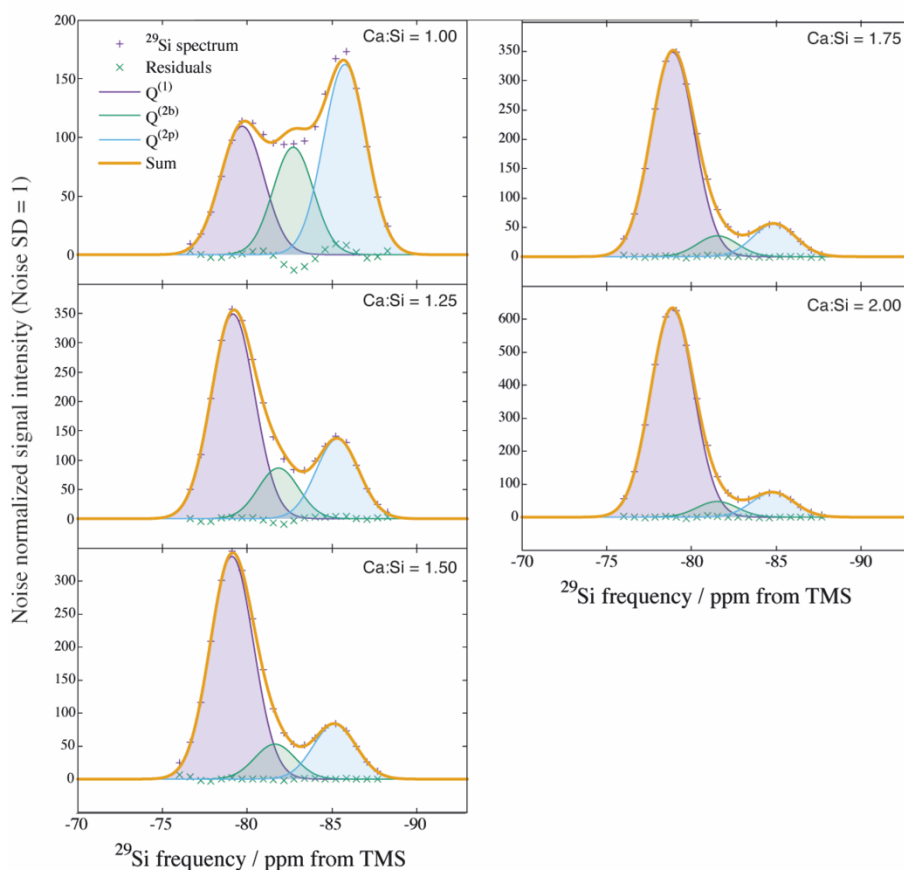 Noise normalized signal intensity (Noise SD = 1)
200
150
100
50
0
Ca:Si = 1.00
²⁹Si spectrum
Residuals
Q⁽¹⁾
Q⁽²ᵇ⁾
Q⁽²ᵖ⁾
Sum
350
300
250
200
150
100
50
0
Ca:Si = 1.25
300
250
200
150
100
50
0
Ca:Si = 1.50
-70 -75 -80 -85 -90
²⁹Si frequency / ppm from TMS
350
300
250
200
150
100
50
0
Ca:Si = 1.75
600
500
400
300
200
100
0
Ca:Si = 2.00
-70 -75 -80 -85 -90
²⁹Si frequency / ppm from TMS